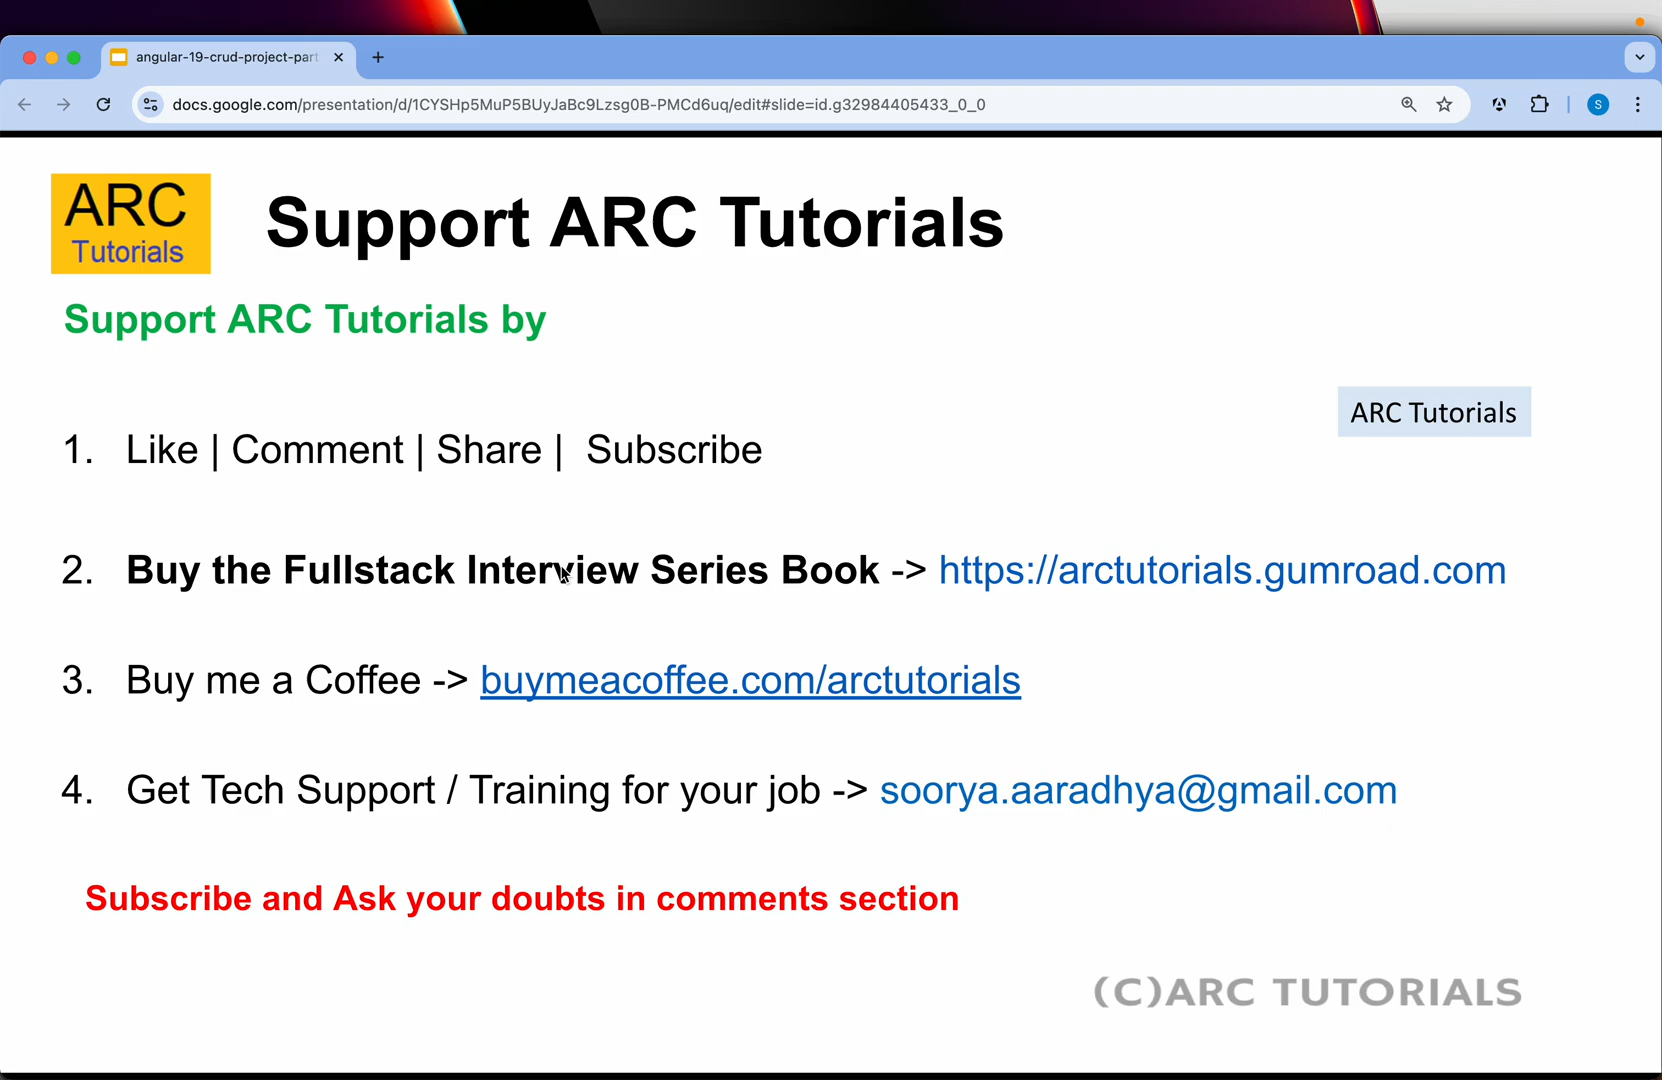 angular-19-crud-project-part
docs.google.com/presentation/d/1CYSHp5MuP5BUyJaBc9Lzsg0B-PMCd6uq/edit#slide=id.g32984405433_0_0
S
ARC
Tutorials
Support ARC Tutorials
Support ARC Tutorials by
ARC Tutorials
1. Like | Comment | Share | Subscribe
2. Buy the Fullstack Interview Series Book -> https://arctutorials.gumroad.com
3. Buy me a Coffee -> buymeacoffee.com/arctutorials
4. Get Tech Support / Training for your job -> soorya.aaradhya@gmail.com
Subscribe and Ask your doubts in comments section
(C)ARC TUTORIALS